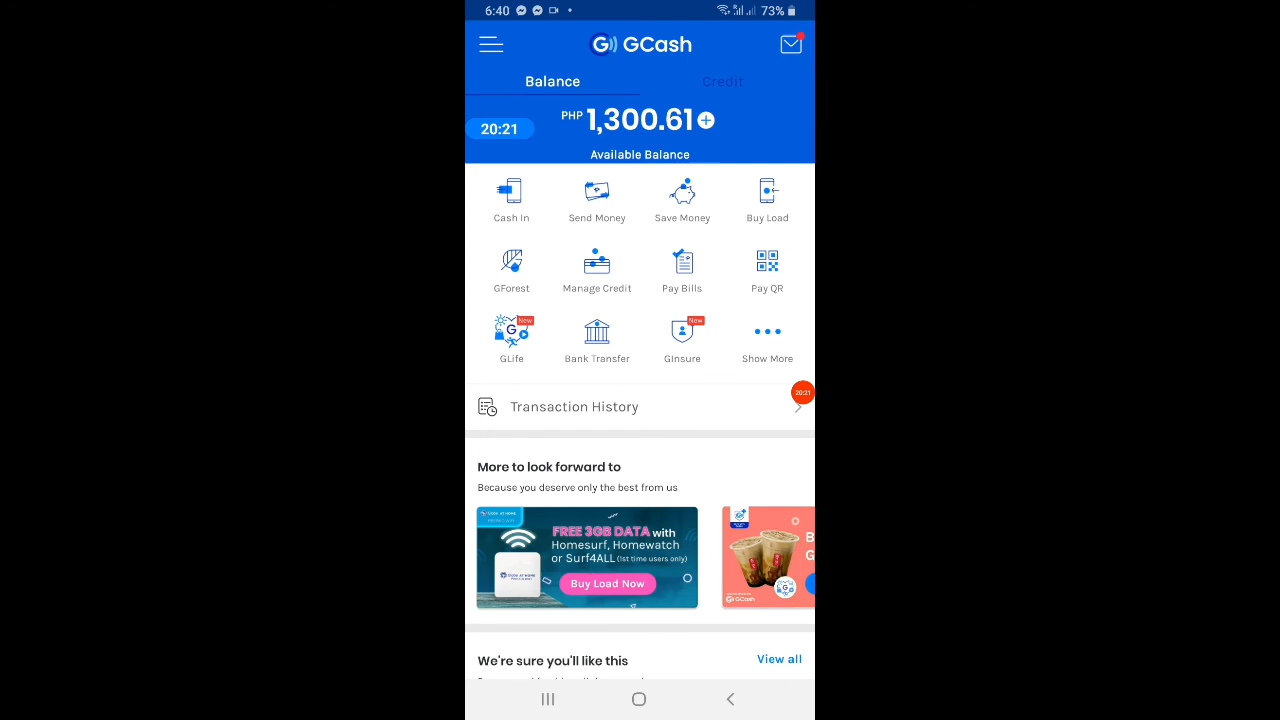 6:40
73%
GCash
Balance
Credit
20:21
PHP 1,300.61
Available Balance
Cash In
Send Money
Save Money
Buy Load
GForest
Manage Credit
Pay Bills
Pay QR
New
New
GLife
Bank Transfer
GInsure
Show More
20:21
Transaction History
More to look forward to
Because you deserve only the best from us
FREE 3GB DATA with
Homesurf, Homewatch
or Surf4ALL (1st time users only)
Buy Load Now
GCash
We're sure you'll like this
View all